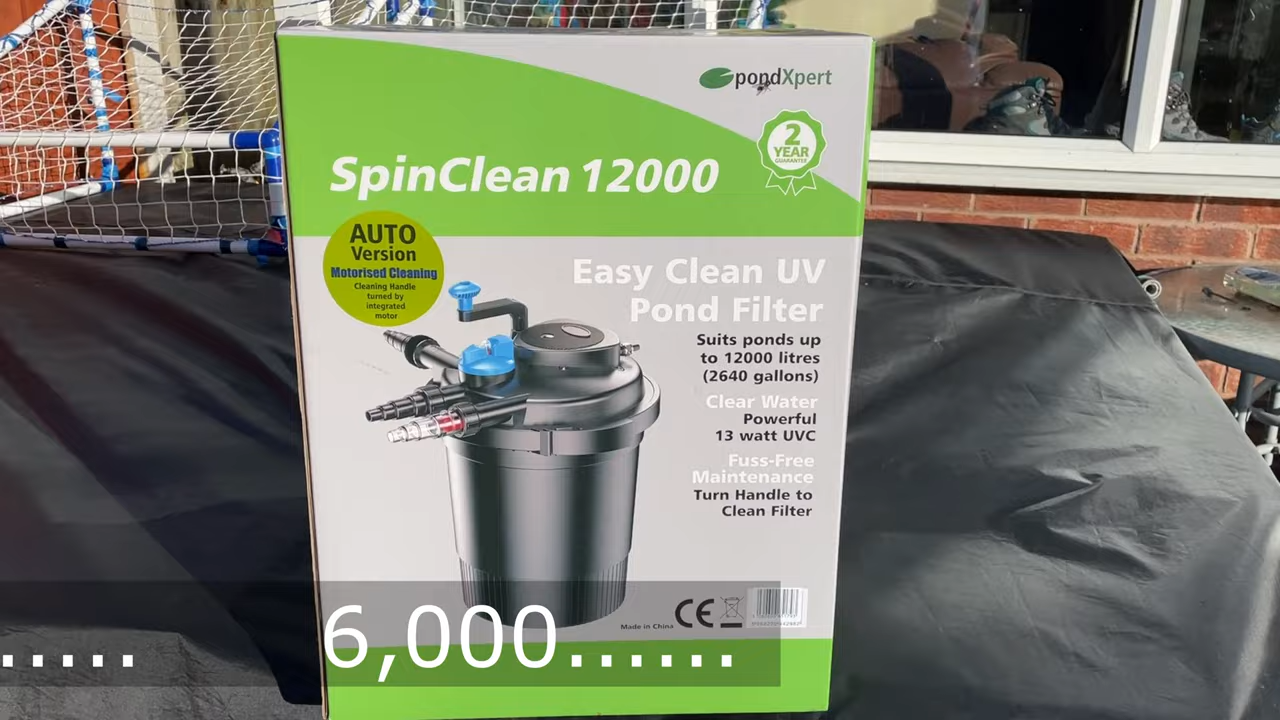 pondXpert
2
YEAR
GUARANTEE
SpinClean 12000
AUTO
Version
Motorised Cleaning
Cleaning Handle
turned by
integrated
motor
Easy Clean UV
Pond Filter
Suits ponds up
to 12000 litres
(2640 gallons)
Clear Water
Powerful
13 watt UVC
Fuss-Free
Maintenance
Turn Handle to
Clean Filter
Made in China
CE
..... 6,000......